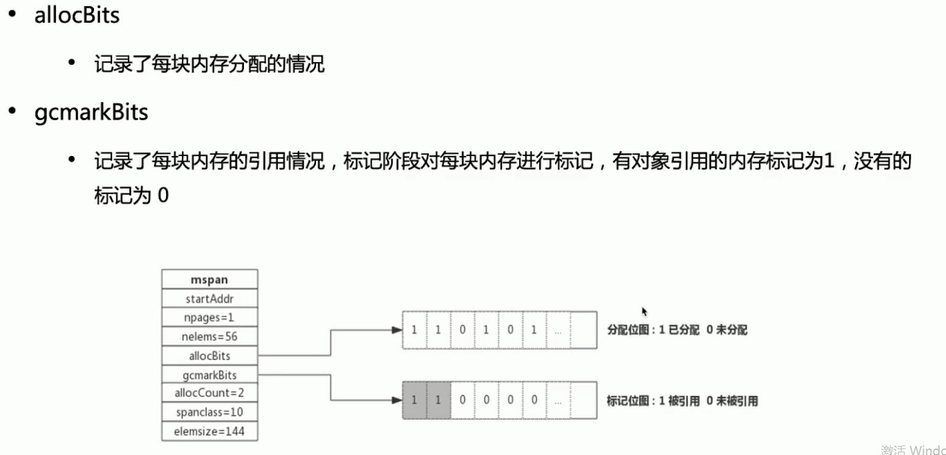 • allocBits
• 记录了每块内存分配的情况
• gcmarkBits
• 记录了每块内存的引用情况，标记阶段对每块内存进行标记，有对象引用的内存标记为1，没有的
标记为 0
mspan
startAddr
npages=1
nelems=56
allocBits
gcmarkBits
allocCount=2
spanclass=10
elemsize=144
1 1 0 1 0 1 ...
分配位图：1 已分配 0 未分配
1 1 0 0 0 0 ...
标记位图：1 被引用 0 未被引用
激活 Windo